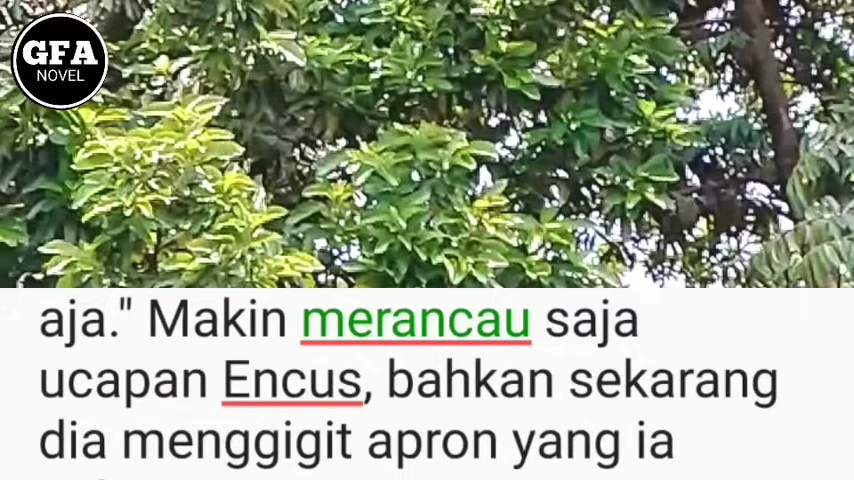 GFA
NOVEL
aja." Makin merancau saja
ucapan Encus, bahkan sekarang
dia menggigit apron yang ia